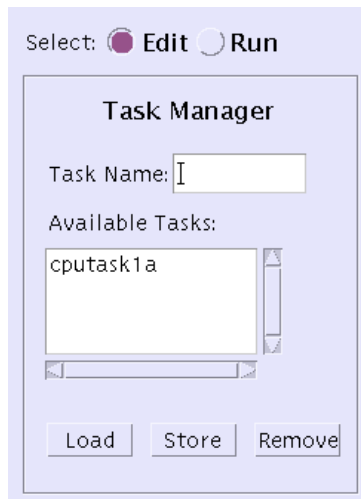 Select: Edit Run
Task Manager
Task Name:
Available Tasks:
cputask1a
Load Store Remove